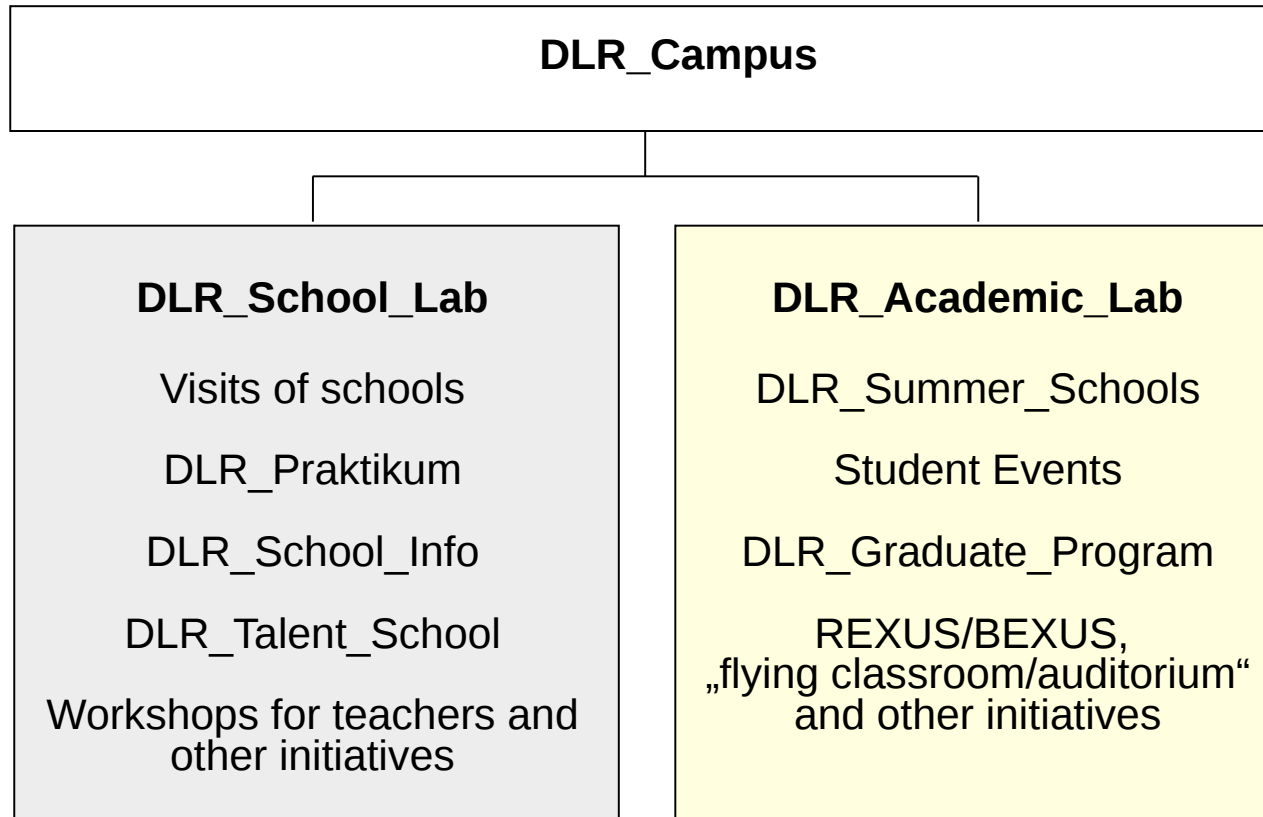 DLR_Campus
DLR_School_Lab
Visits of schools
DLR_Praktikum
DLR_School_Info
DLR_Talent_School
Workshops for teachers and
other initiatives
DLR_Academic_Lab
DLR_Summer_Schools
Student Events
DLR_Graduate_Program
REXUS/BEXUS,
„flying classroom/auditorium“
and other initiatives